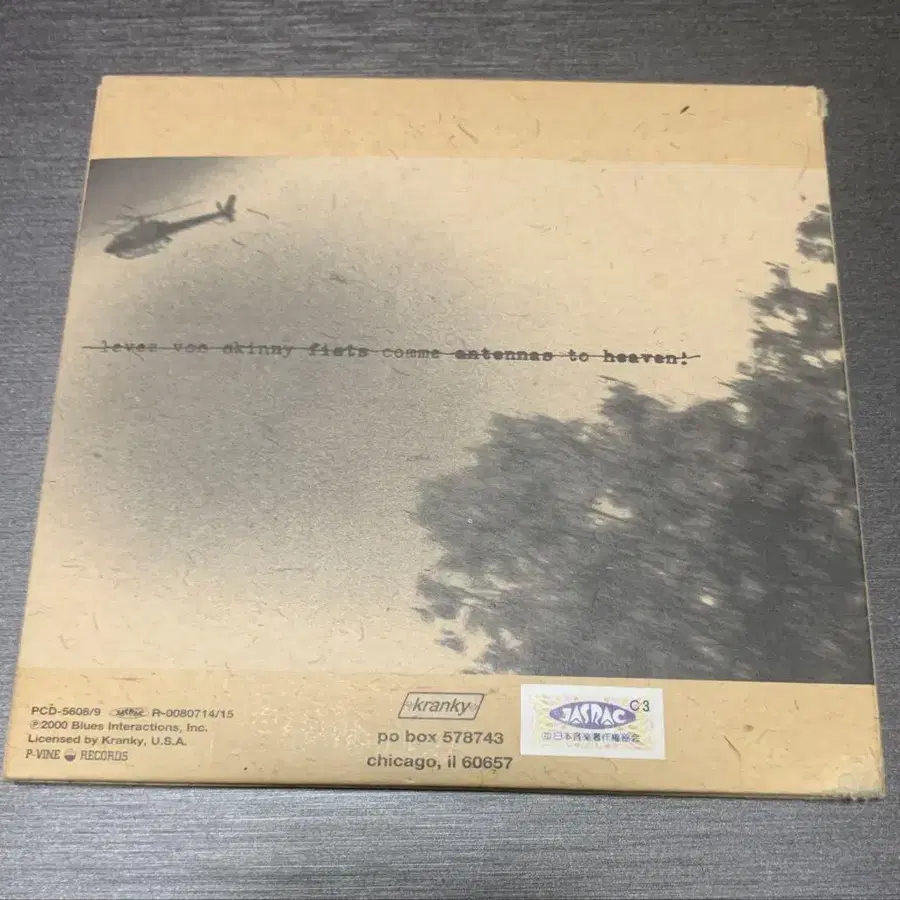 levez vos skinny fists comme antennas to heaven!
PCD-5608/9 JASRAC R-0080714/15
℗2000 Blues Interactions, Inc.
Licensed by Kranky, U.S.A.
P-VINE RECORDS
kranky
po box 578743
chicago, il 60657
JASRAC C3
日本音楽著作権協会